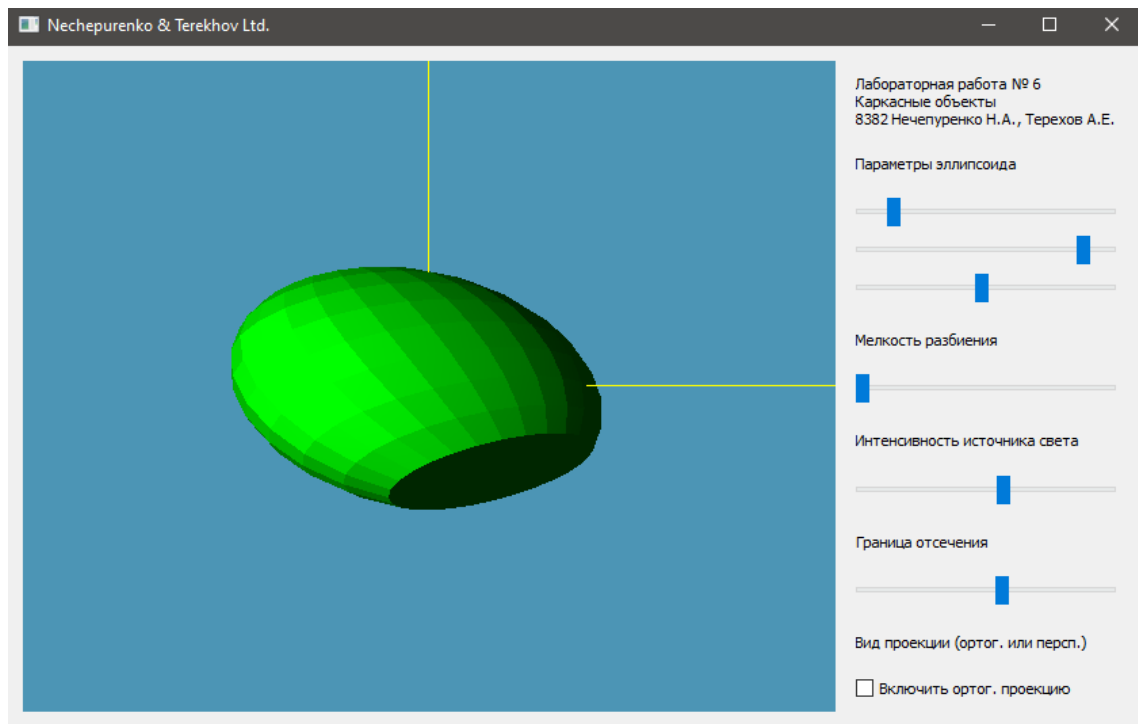 Nechepurenko & Terekhov Ltd.
Лабораторная работа № 6
Каркасные объекты
8382 Нечепуренко Н.А., Терехов А.Е.
Параметры эллипсоида
Мелкость разбиения
Интенсивность источника света
Граница отсечения
Вид проекции (ортог. или персп.)
Включить ортог. проекцию